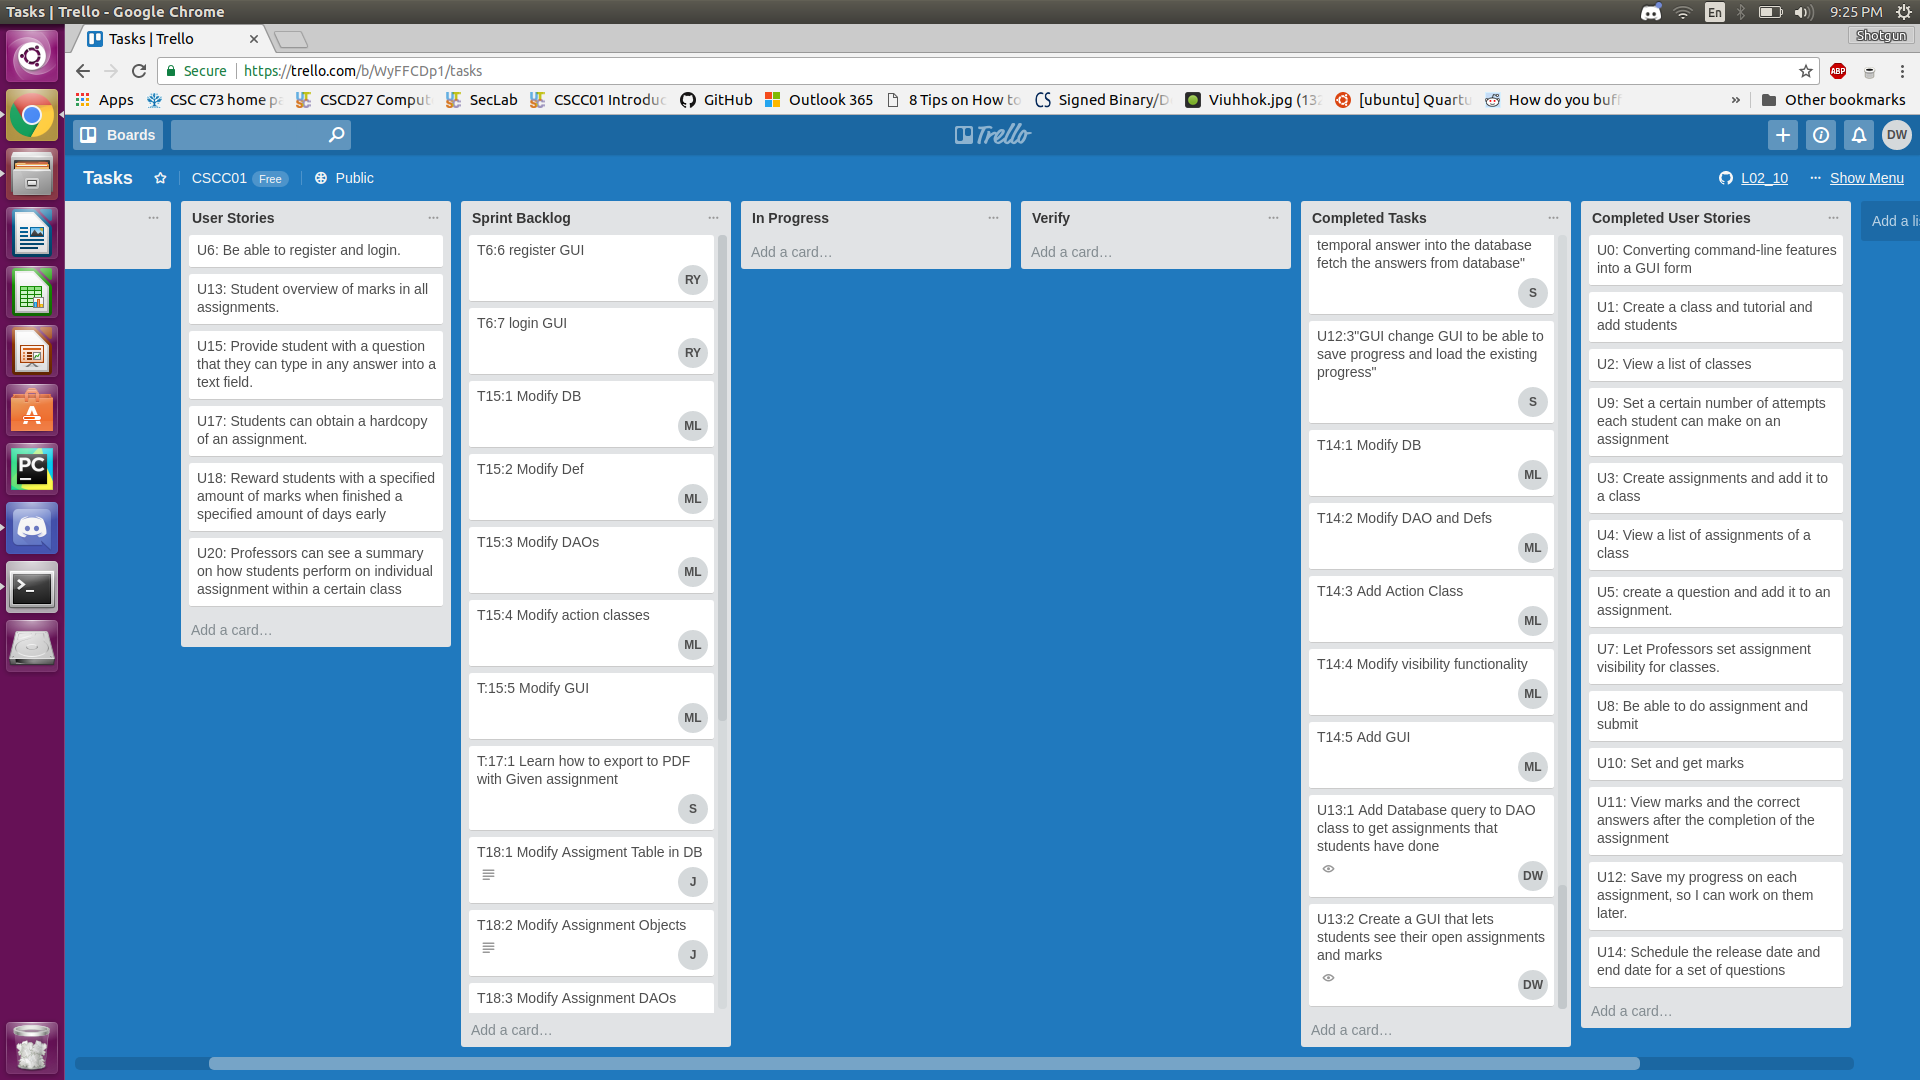 Tasks | Trello - Google Chrome
En
9:25 PM
Tasks | Trello
Shotgun
Secure
https://trello.com/b/WyFFCDp1/tasks
ABP
Apps
CSC C73 home p
CSCD27 Comput
SecLab
CSCC01 Introduc
GitHub
Outlook 365
8 Tips on How to
Signed Binary/D
Viuhhok.jpg (132
[ubuntu] Quartu
How do you buff
»
Other bookmarks
Boards
Trello
DW
Tasks
CSCC01
Free
Public
L02_10
Show Menu
User Stories
U6: Be able to register and login.
U13: Student overview of marks in all
assignments.
U15: Provide student with a question
that they can type in any answer into a
text field.
U17: Students can obtain a hardcopy
of an assignment.
U18: Reward students with a specified
amount of marks when finished a
specified amount of days early
U20: Professors can see a summary
on how students perform on individual
assignment within a certain class
Add a card…
Sprint Backlog
T6:6 register GUI
RY
T6:7 login GUI
RY
T15:1 Modify DB
ML
T15:2 Modify Def
ML
T15:3 Modify DAOs
ML
T15:4 Modify action classes
ML
T:15:5 Modify GUI
ML
T:17:1 Learn how to export to PDF
with Given assignment
S
T18:1 Modify Assigment Table in DB
J
T18:2 Modify Assignment Objects
J
T18:3 Modify Assignment DAOs
Add a card…
In Progress
Add a card…
Verify
Add a card…
Completed Tasks
temporal answer into the database
fetch the answers from database"
S
U12:3"GUI change GUI to be able to
save progress and load the existing
progress"
S
T14:1 Modify DB
ML
T14:2 Modify DAO and Defs
ML
T14:3 Add Action Class
ML
T14:4 Modify visibility functionality
ML
T14:5 Add GUI
ML
U13:1 Add Database query to DAO
class to get assignments that
students have done
DW
U13:2 Create a GUI that lets
students see their open assignments
and marks
DW
Add a card…
Completed User Stories
U0: Converting command-line features
into a GUI form
U1: Create a class and tutorial and
add students
U2: View a list of classes
U9: Set a certain number of attempts
each student can make on an
assignment
U3: Create assignments and add it to
a class
U4: View a list of assignments of a
class
U5: create a question and add it to an
assignment.
U7: Let Professors set assignment
visibility for classes.
U8: Be able to do assignment and
submit
U10: Set and get marks
U11: View marks and the correct
answers after the completion of the
assignment
U12: Save my progress on each
assignment, so I can work on them
later.
U14: Schedule the release date and
end date for a set of questions
Add a card…
Add a li
PC